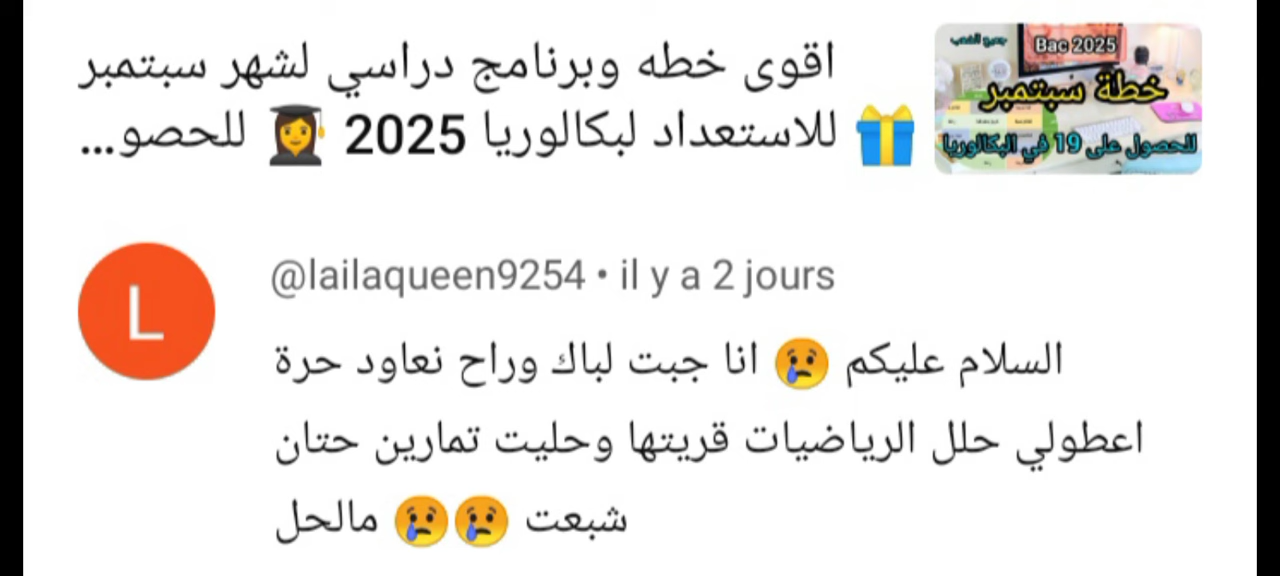 اقوى خطه وبرنامج دراسي لشهر سبتمبر
🎁 للاستعداد لبكالوريا 2025 👩‍🎓 للحصو...
جميع الشعب
Bac 2025
خطة سبتمبر
للحصول على 19 في البكالوريا
L
@lailaqueen9254 • il y a 2 jours
السلام عليكم 😢 انا جبت لباك وراح نعاود حرة
اعطولي حلل الرياضيات قريتها وحليت تمارين حتان
شبعت 😢😢 مالحل